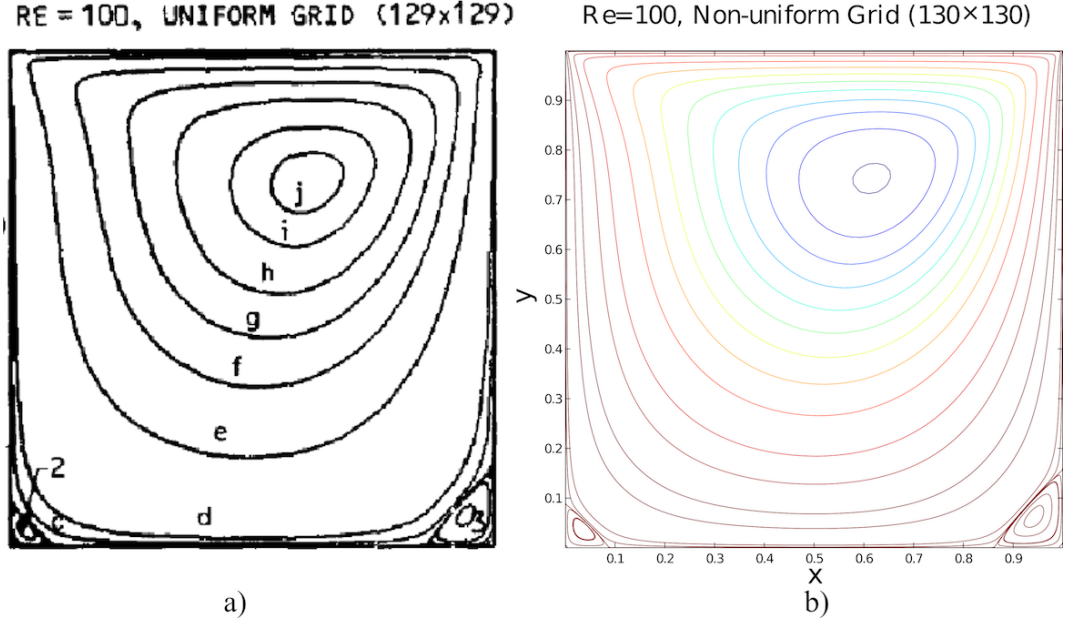 RE = 100, UNIFORM GRID (129x129)
Re=100, Non-uniform Grid (130×130)
j
i
h
g
f
e
d
c
2
3
y
0.9
0.8
0.7
0.6
0.5
0.4
0.3
0.2
0.1
0.1 0.2 0.3 0.4 0.5 0.6 0.7 0.8 0.9
x
a)
b)